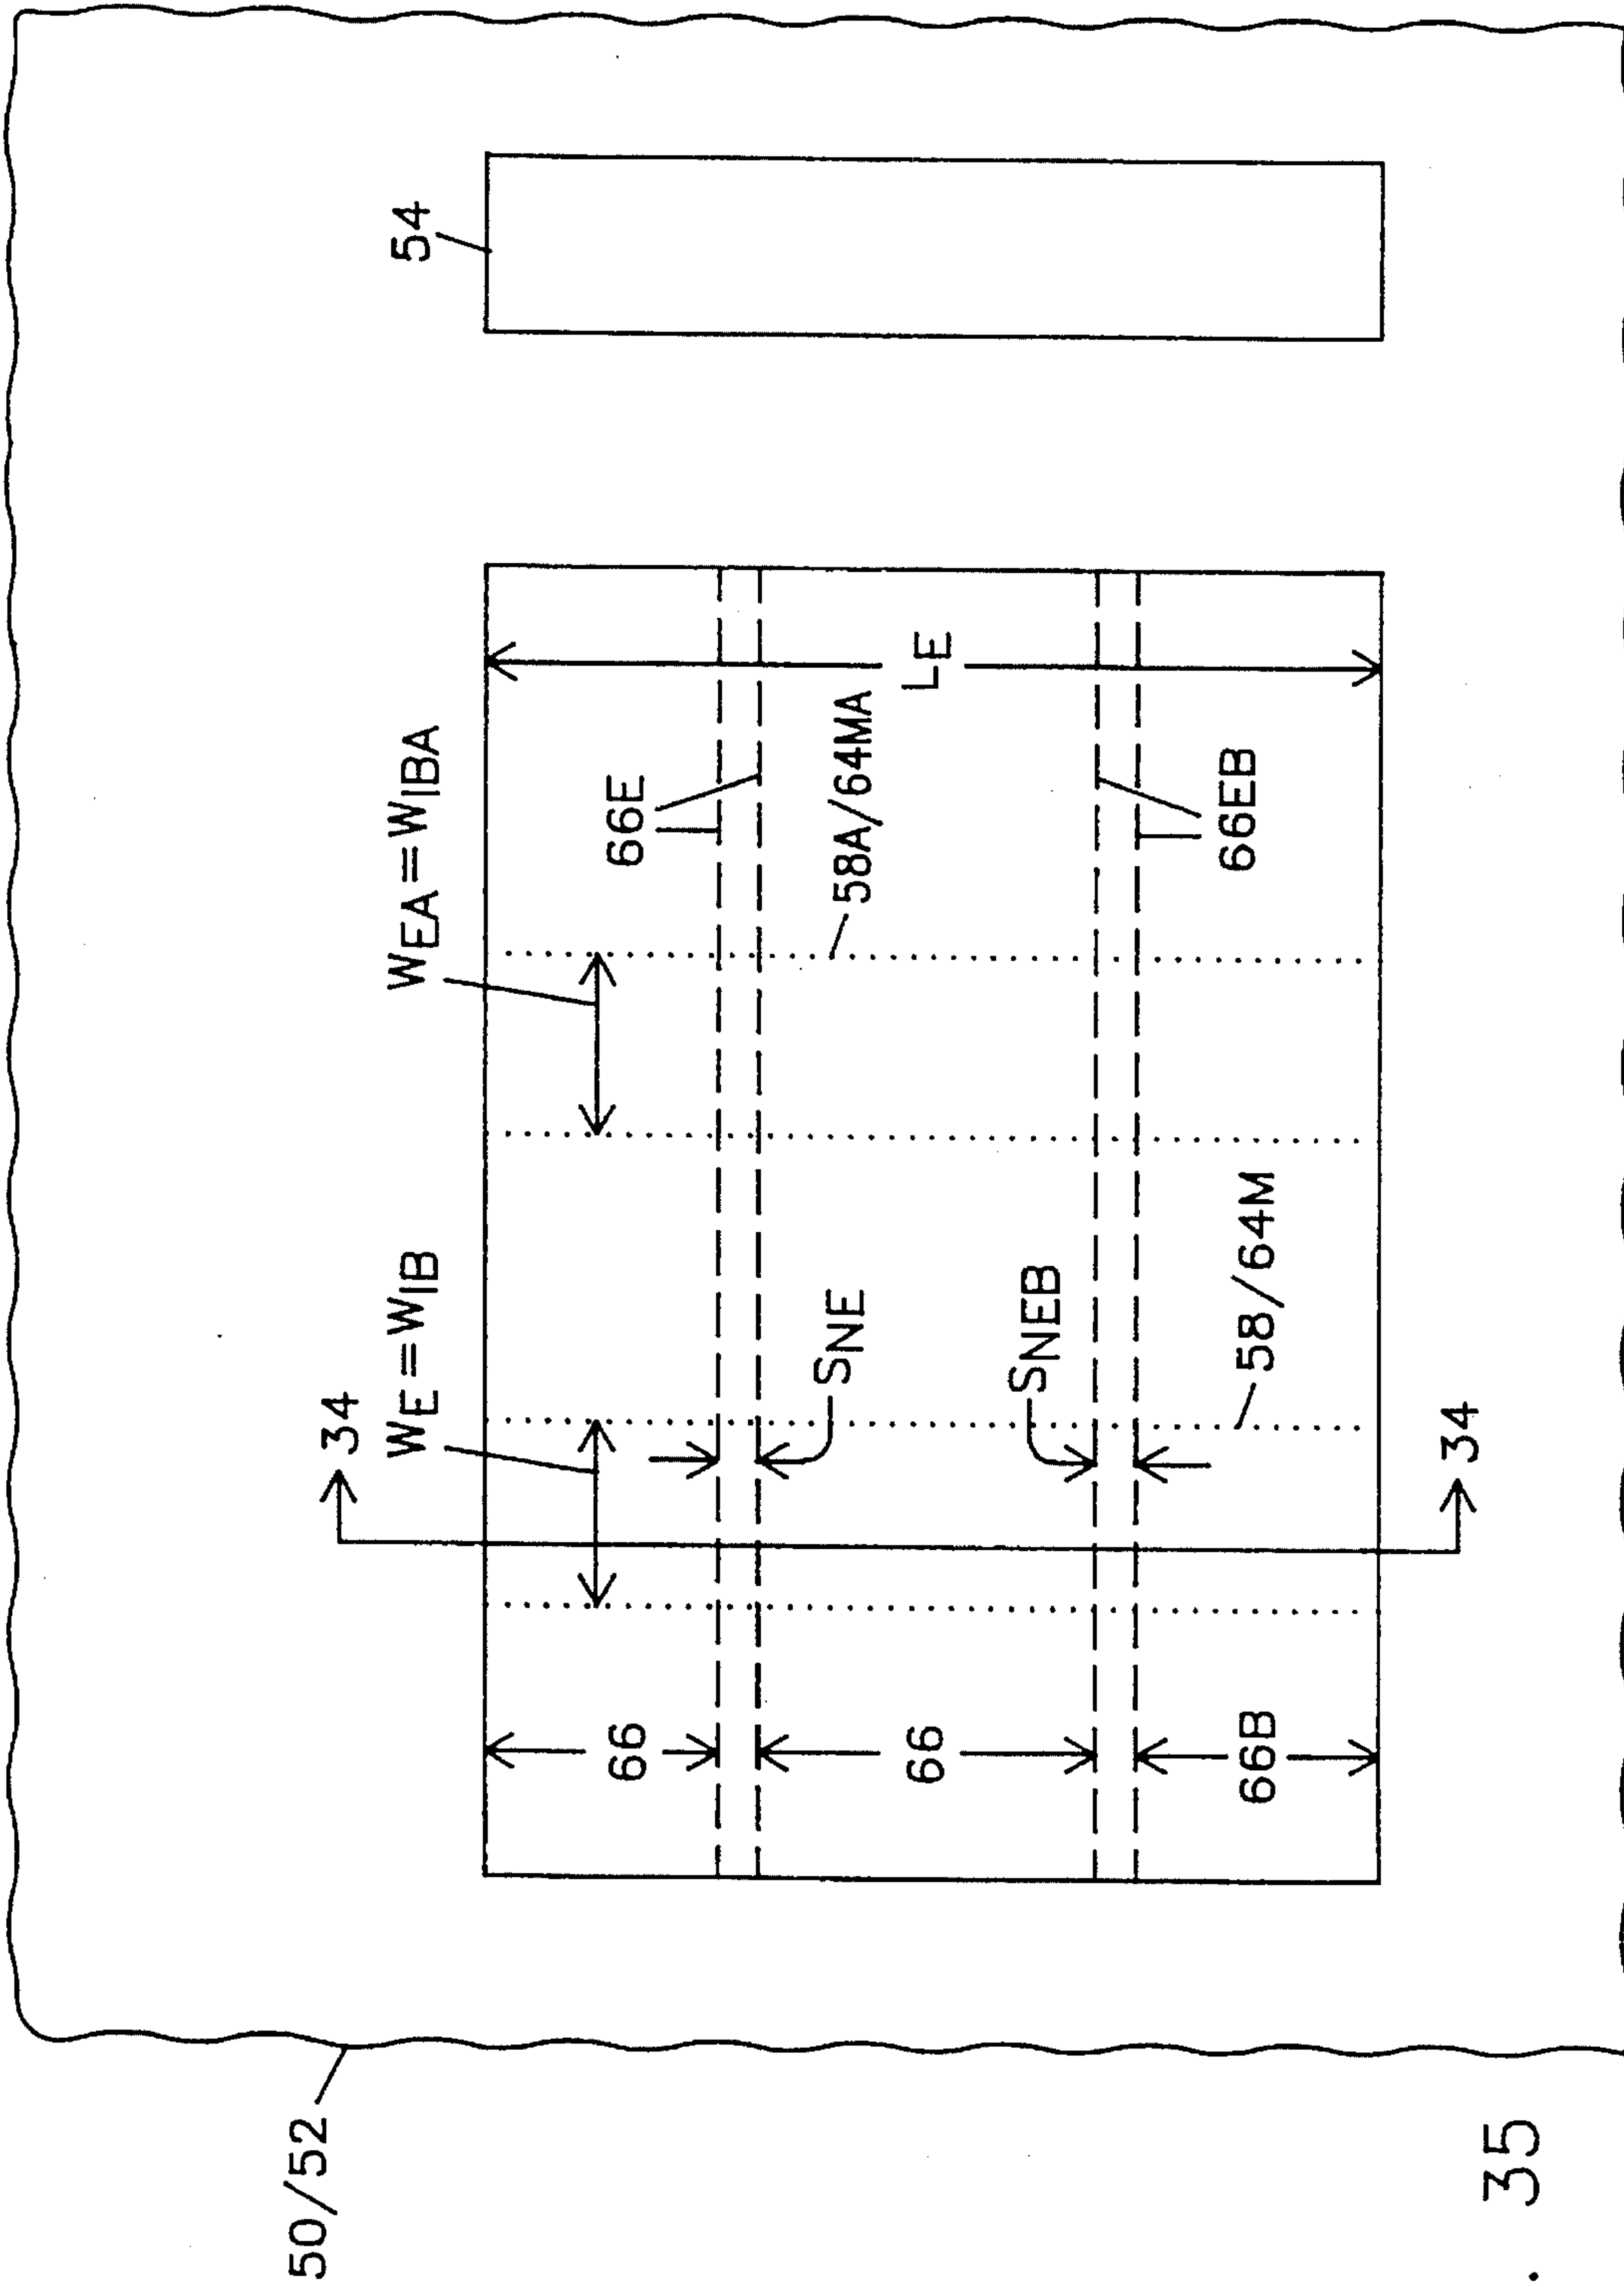 50/52
34
WE=WIB
WEA=WIBA
54
66
66E
SNE
58A/64MA
66
LE
SNEB
66EB
66B
58/64M
34
. 35